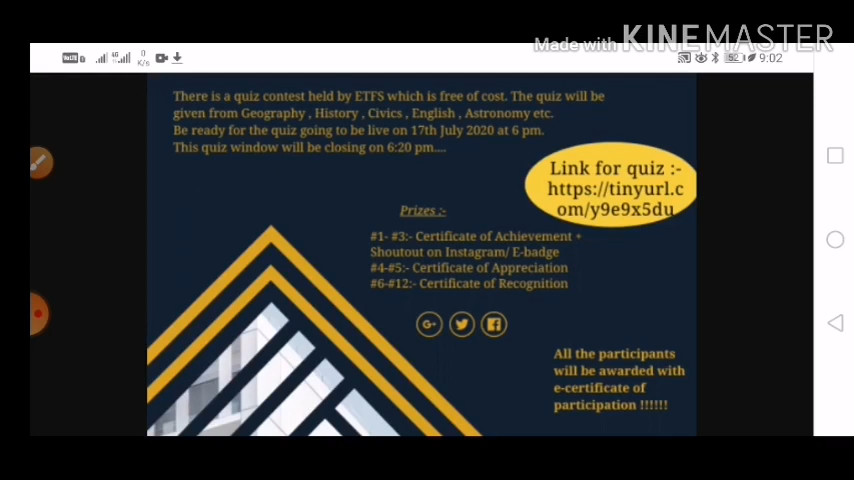 Made with KINEMASTER
0
4G
K/s
52
9:02
There is a quiz contest held by ETFS which is free of cost. The quiz will be
given from Geography , History , Civics , English , Astronomy etc.
Be ready for the quiz going to be live on 17th July 2020 at 6 pm.
This quiz window will be closing on 6:20 pm....
Link for quiz :-
https://tinyurl.c
om/y9e9x5du
Prizes :-
#1- #3:- Certificate of Achievement +
Shoutout on Instagram/ E-badge
#4-#5:- Certificate of Appreciation
#6-#12:- Certificate of Recognition
G+
All the participants
will be awarded with
e-certificate of
participation !!!!!!